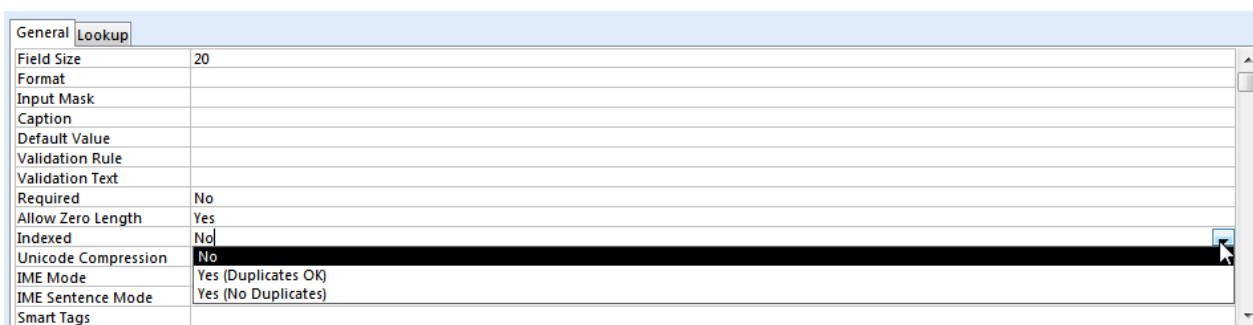 General Lookup
Field Size 20
Format
Input Mask
Caption
Default Value
Validation Rule
Validation Text
Required No
Allow Zero Length Yes
Indexed No
Unicode Compression No
IME Mode Yes (Duplicates OK)
IME Sentence Mode Yes (No Duplicates)
Smart Tags